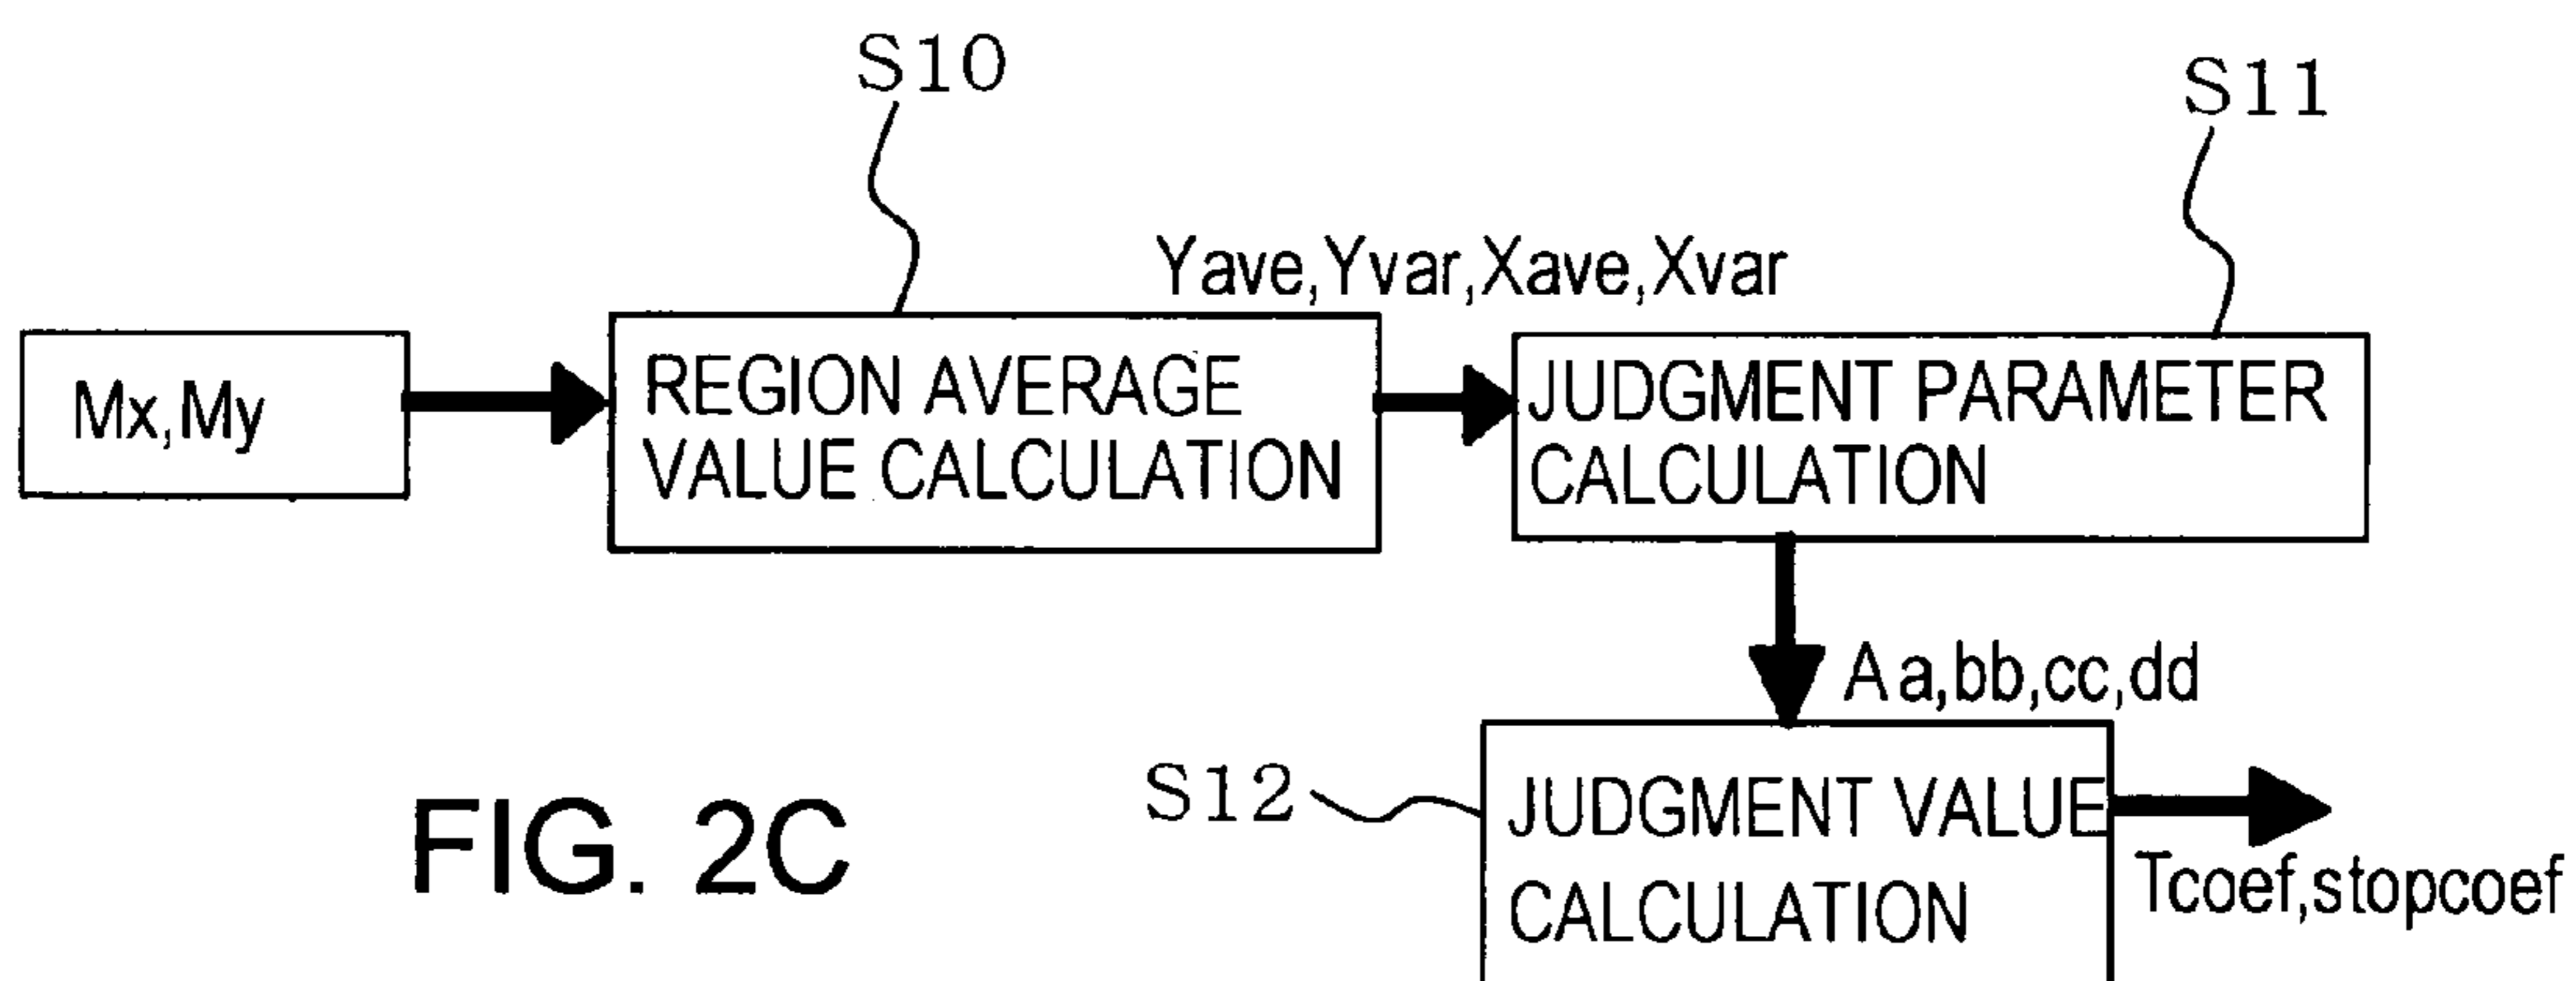 S10
S11
Yave,Yvar,Xave,Xvar
Mx,My
REGION AVERAGE
VALUE CALCULATION
JUDGMENT PARAMETER
CALCULATION
Aa,bb,cc,dd
S12
JUDGMENT VALUE
CALCULATION
Tcoef,stopcoef
FIG. 2C